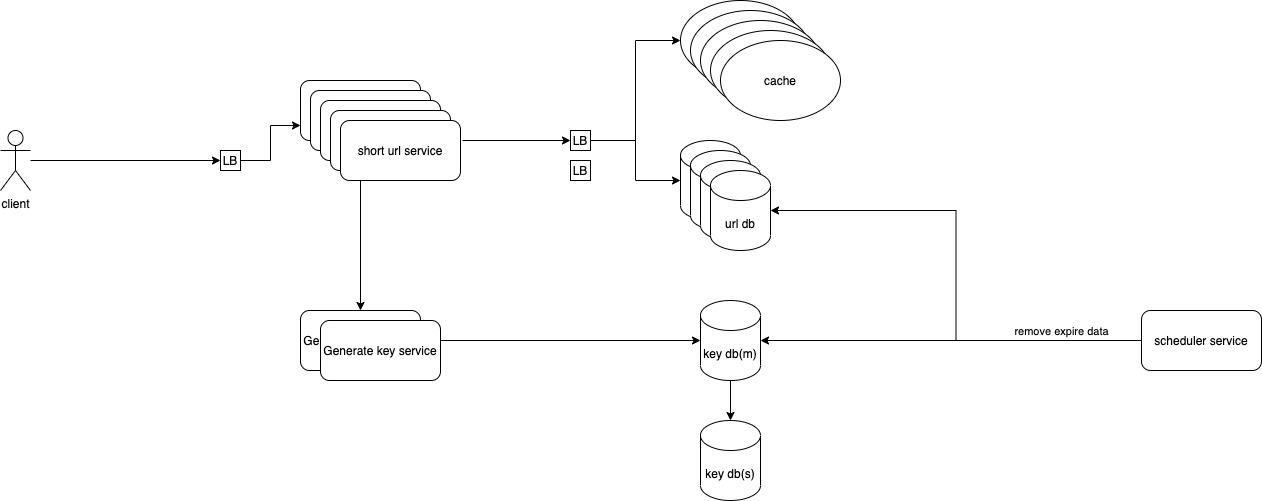 cache
short url service
LB
LB
LB
client
url db
Ge
Generate key service
key db(m)
remove expire data
scheduler service
key db(s)